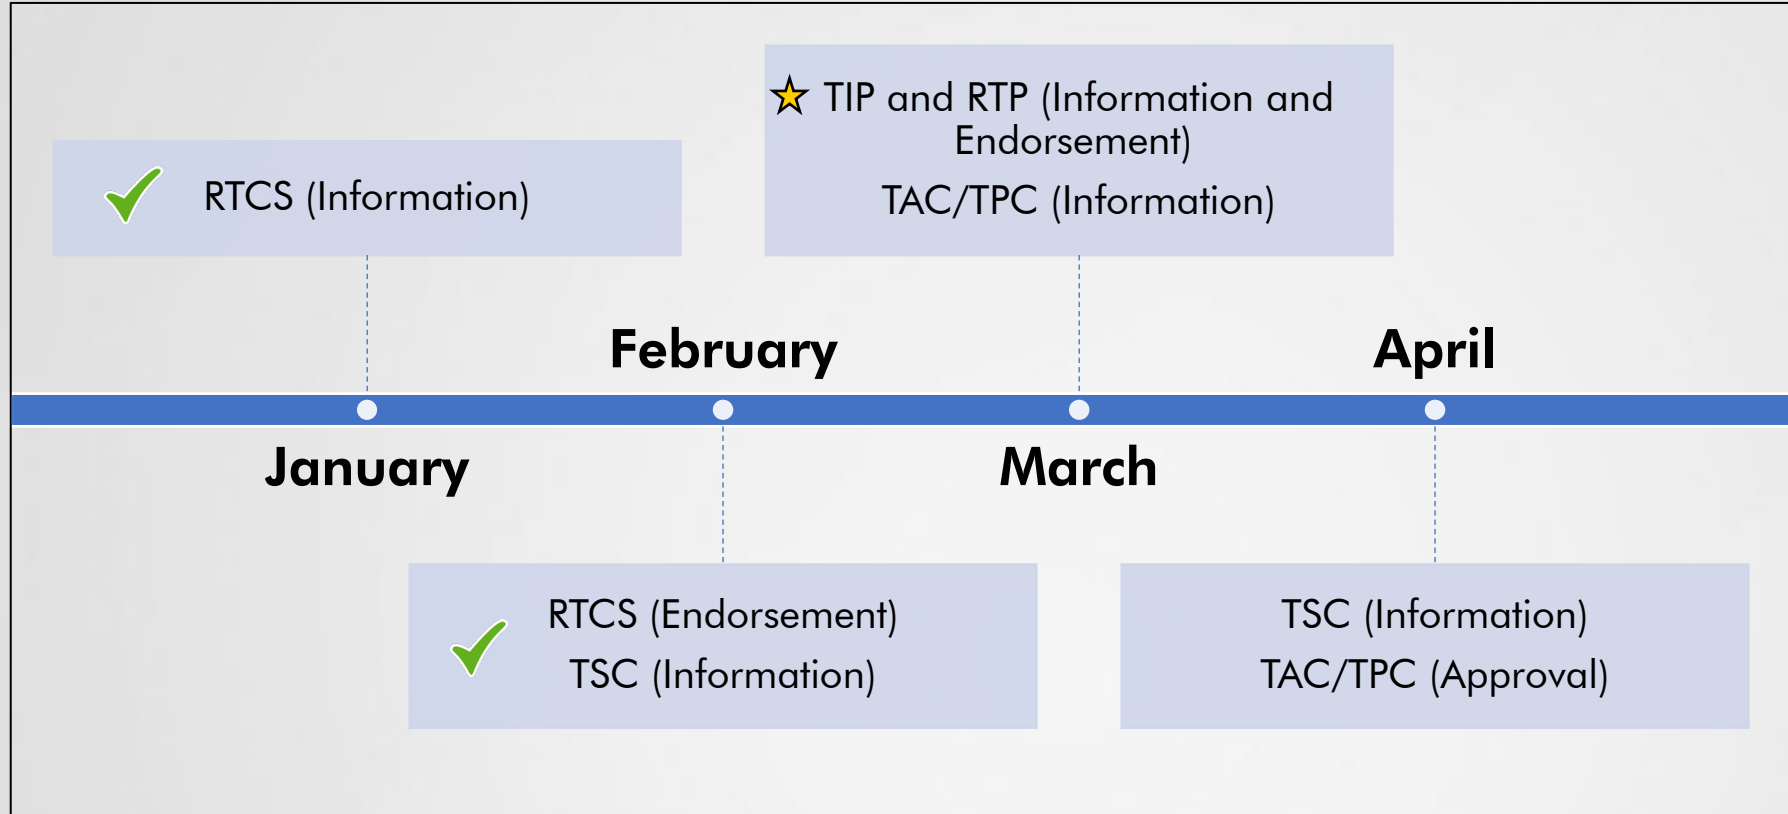 TIP and RTP (Information and
Endorsement)
TAC/TPC (Information)
RTCS (Information)
February
April
January
March
RTCS (Endorsement)
TSC (Information)
TSC (Information)
TAC/TPC (Approval)